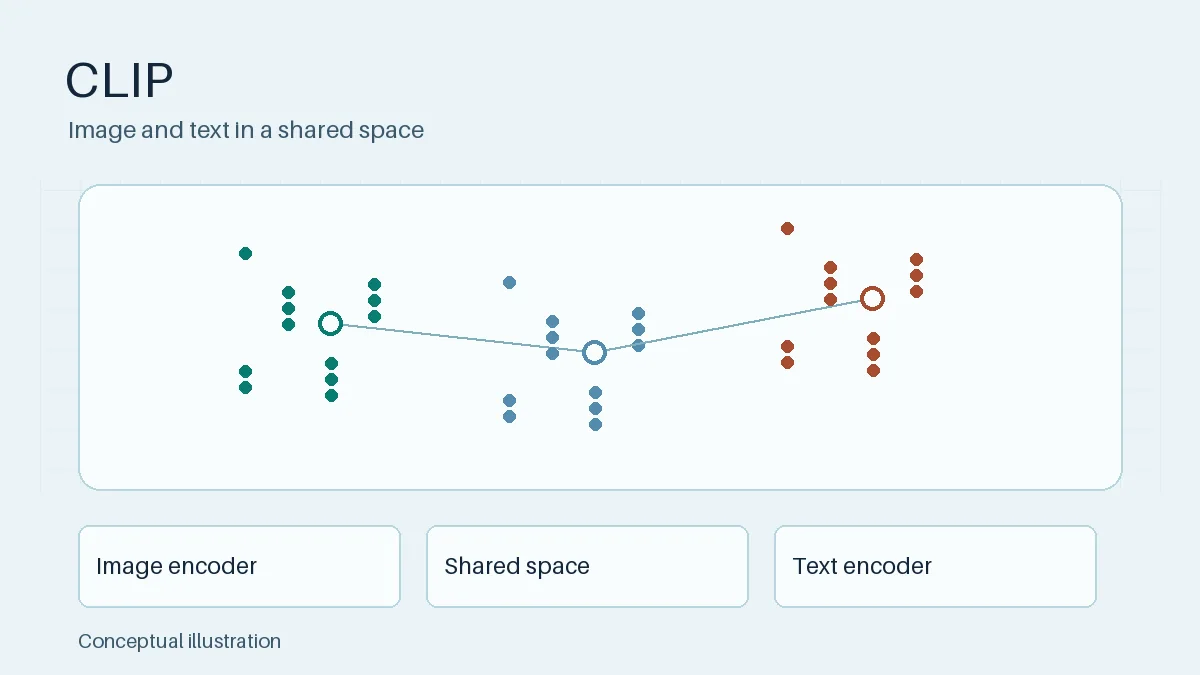 CLIP
Image and text in a shared space
Image encoder
Shared space
Text encoder
Conceptual illustration